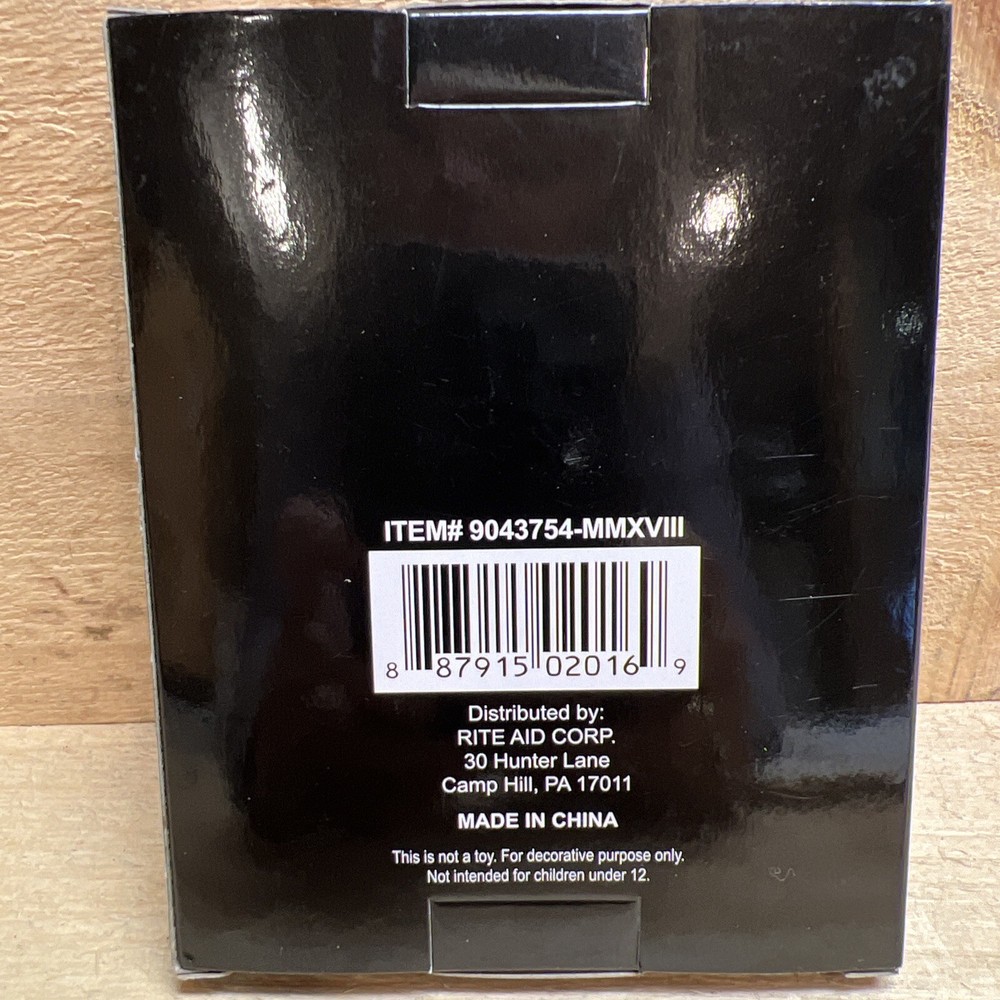 ITEM# 9043754-MMXVIII
8 87915 02016 9
Distributed by:
RITE AID CORP.
30 Hunter Lane
Camp Hill, PA 17011
MADE IN CHINA
This is not a toy. For decorative purpose only.
Not intended for children under 12.